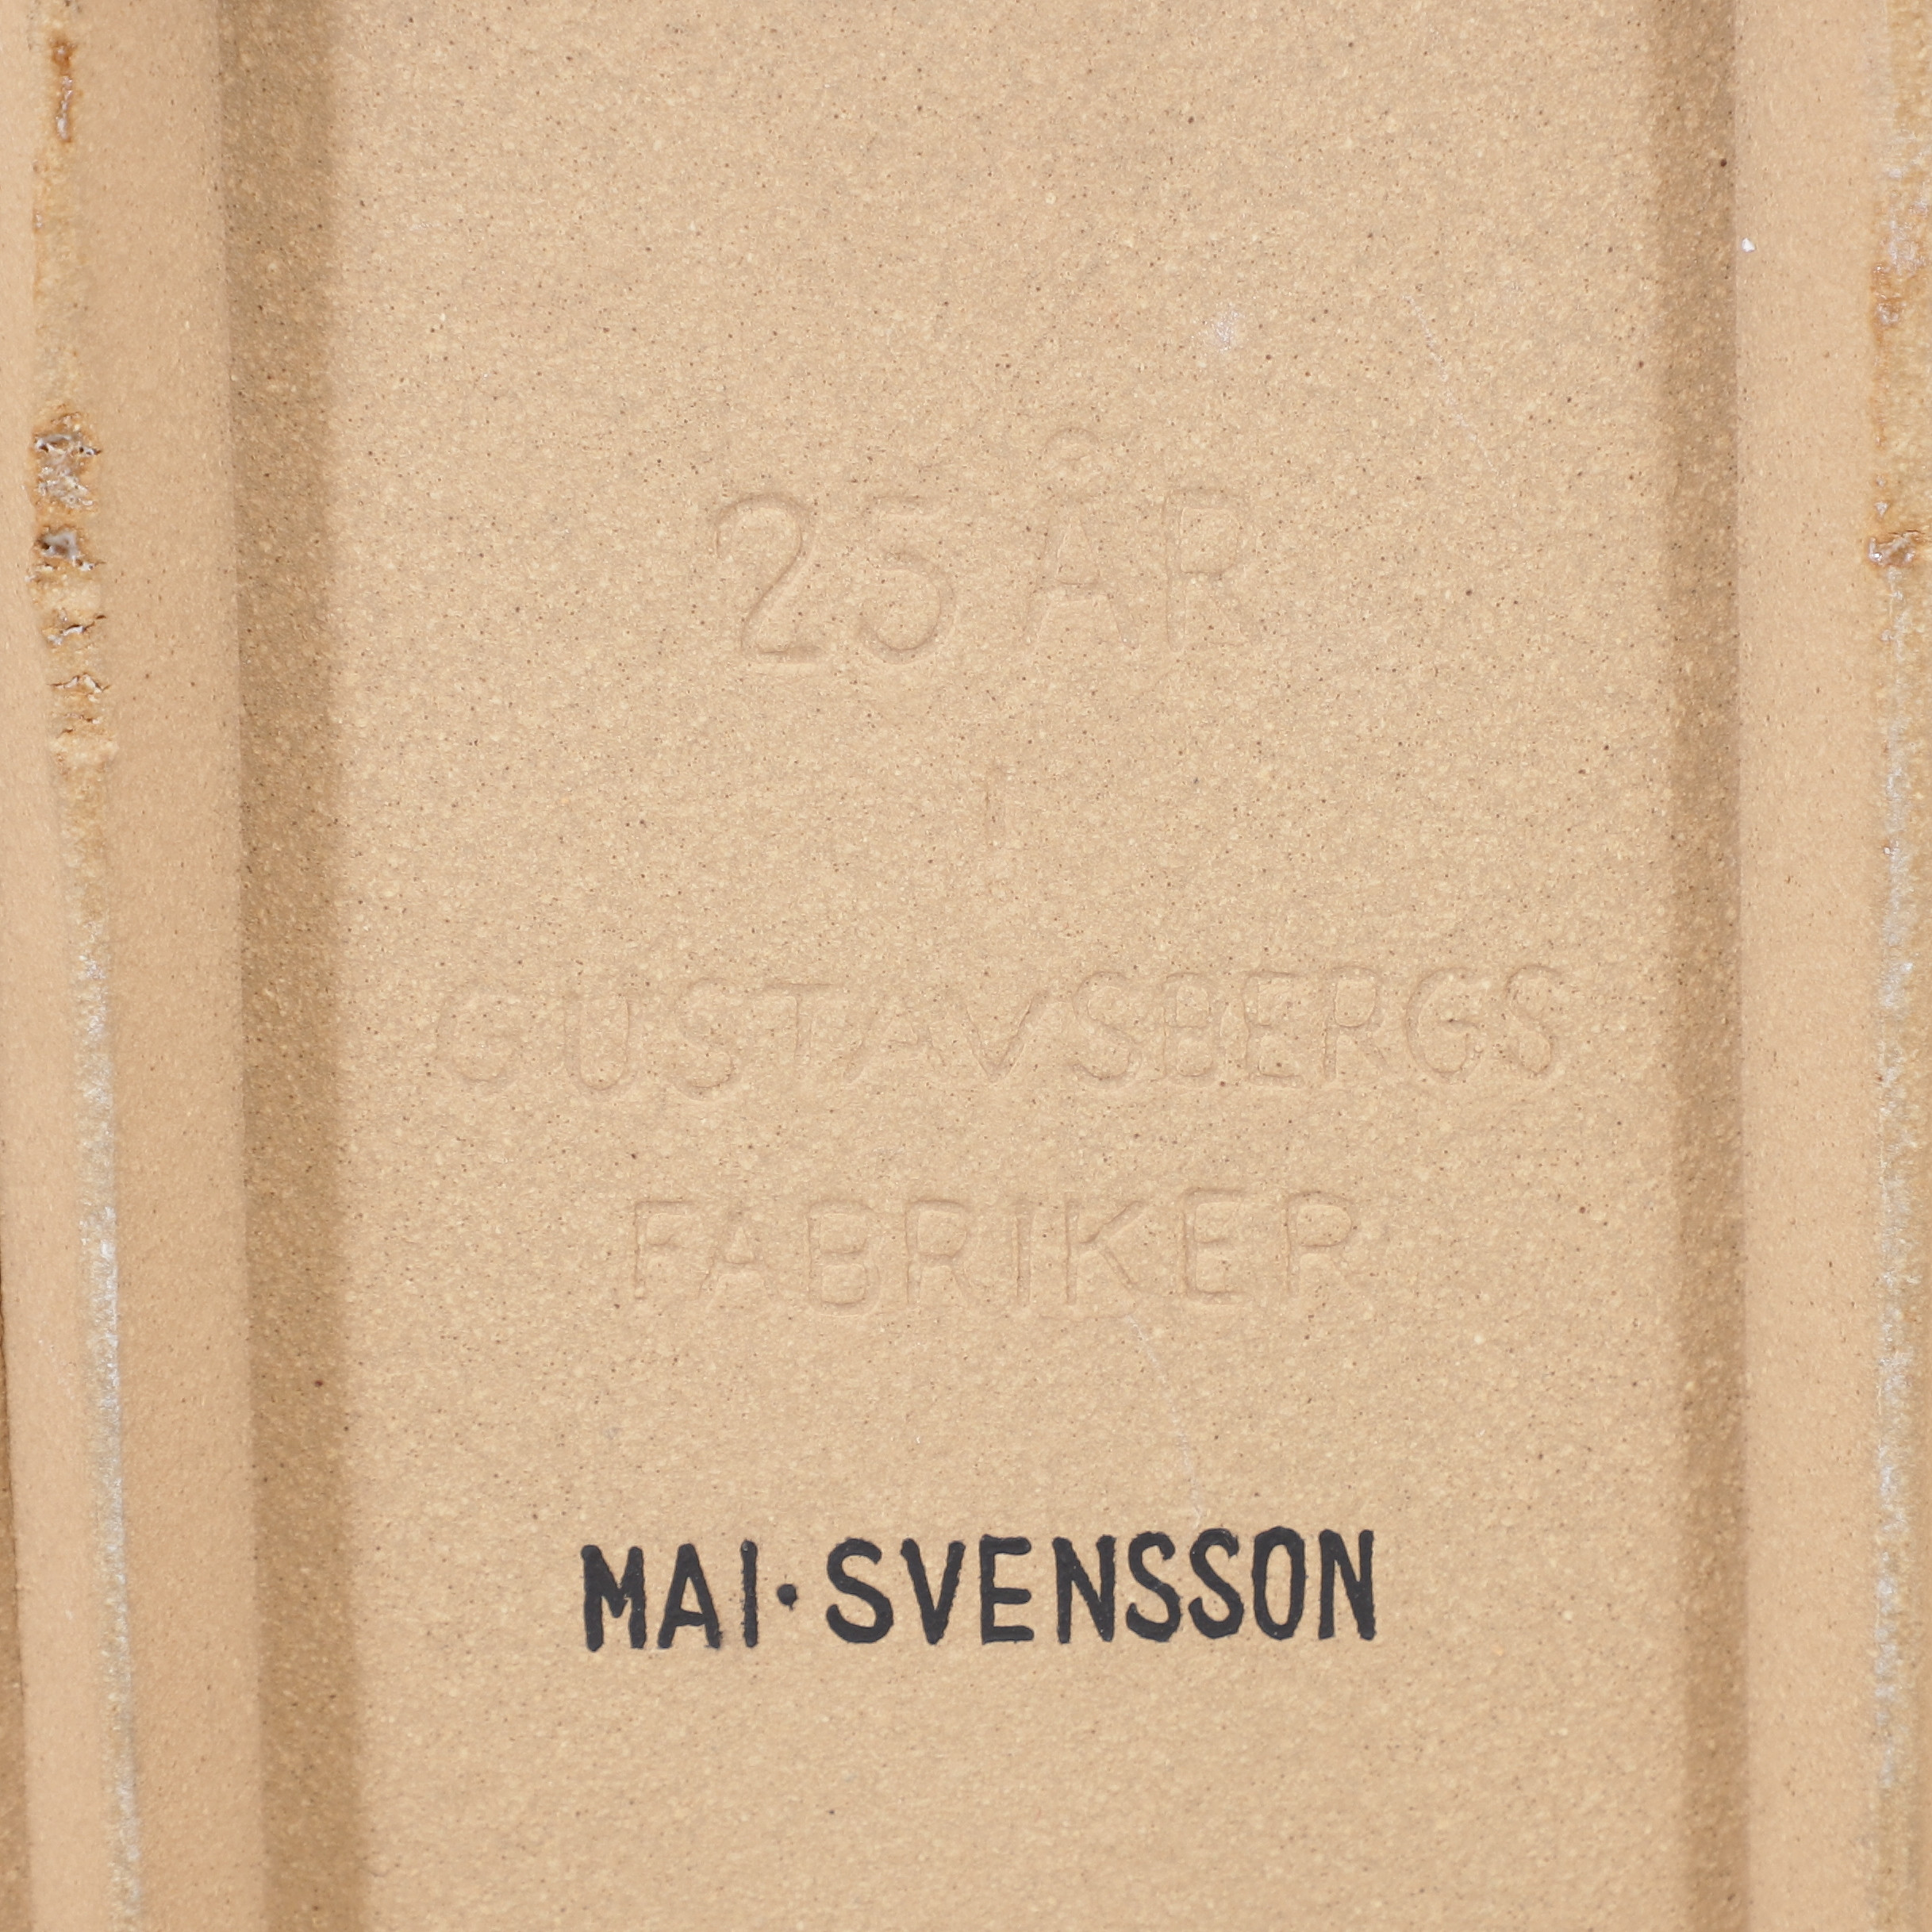 25 ÅR
I
GUSTAVSBERGS
FABRIKER
MAI·SVENSSON